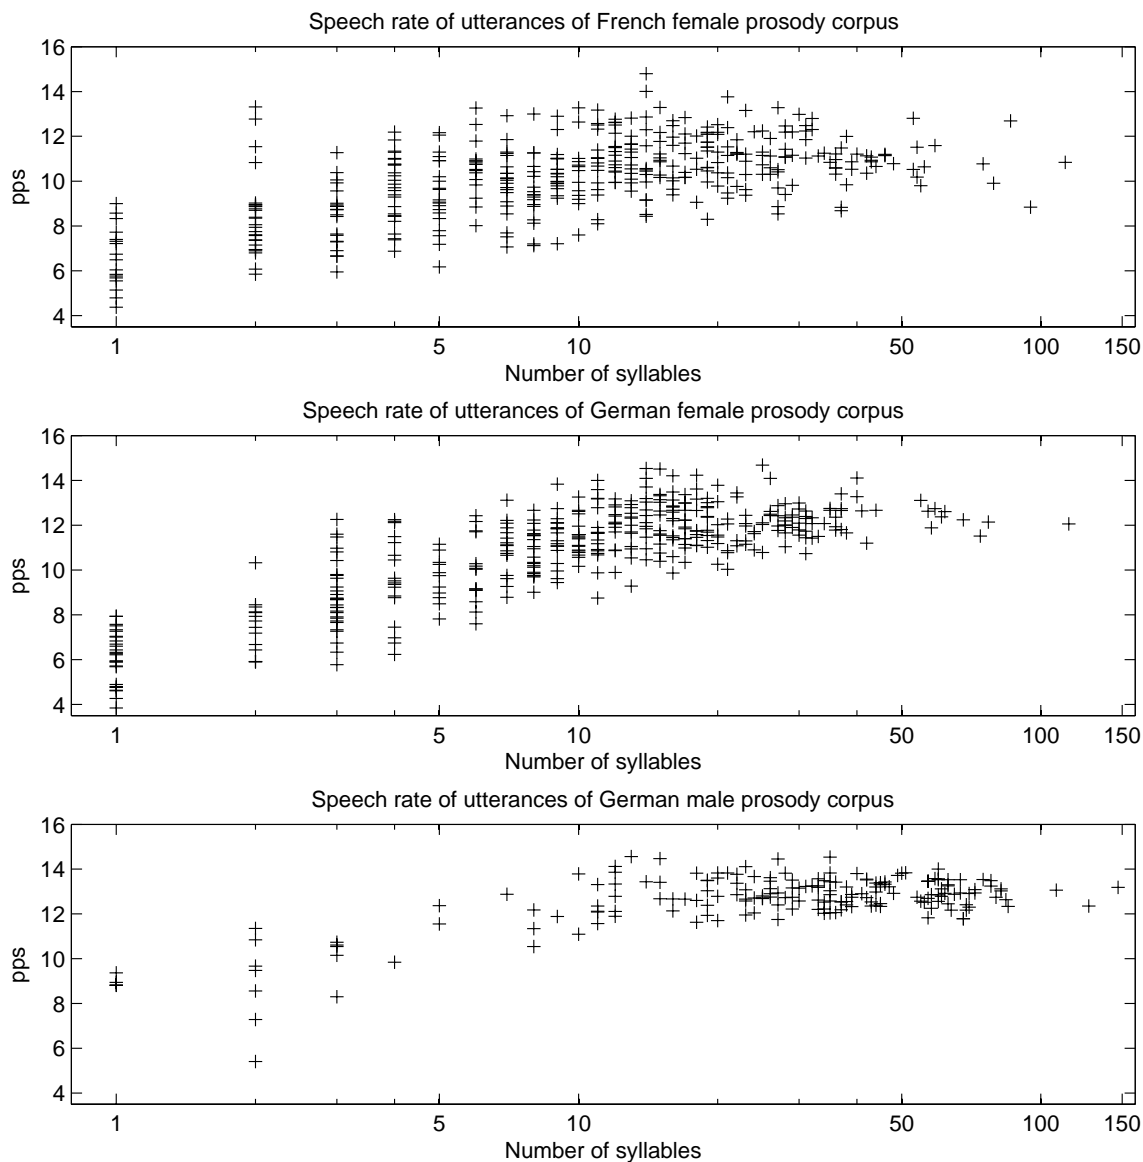 Speech rate of utterances of French female prosody corpus
16
14
12
10
8
6
4
pps
1 5 10 50 100 150
Number of syllables
Speech rate of utterances of German female prosody corpus
16
14
12
10
8
6
4
pps
1 5 10 50 100 150
Number of syllables
Speech rate of utterances of German male prosody corpus
16
14
12
10
8
6
4
pps
1 5 10 50 100 150
Number of syllables